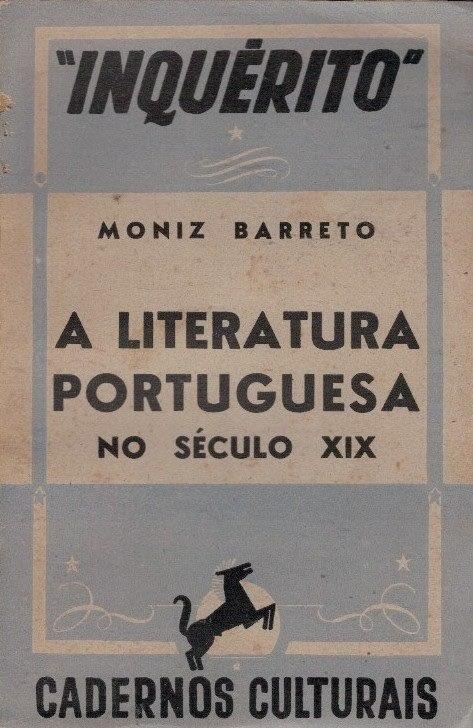 "INQUÉRITO"
MONIZ BARRETO
A LITERATURA
PORTUGUESA
NO SÉCULO XIX
CADERNOS CULTURAIS